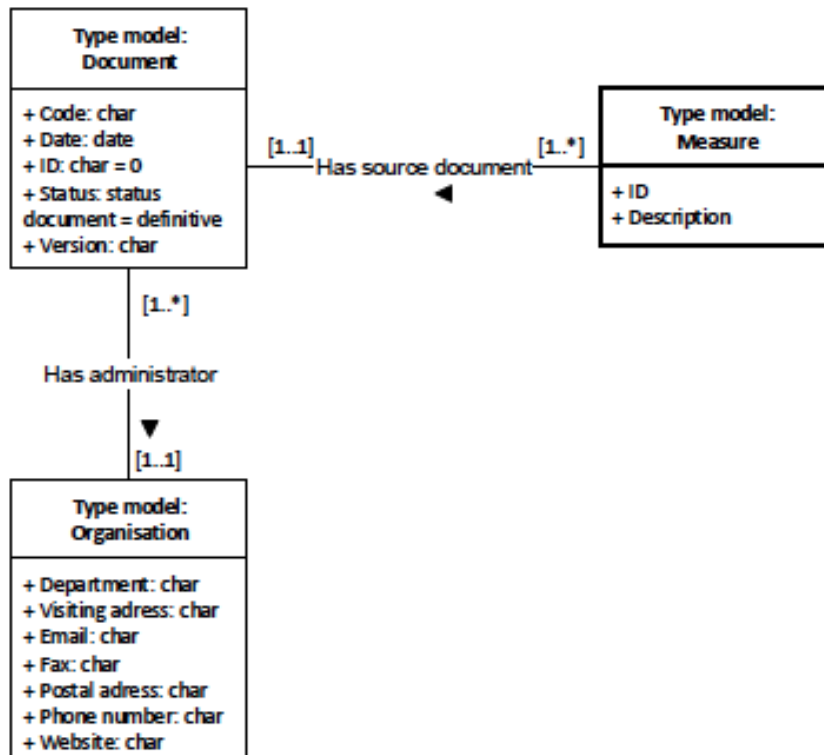 Type model:
Document
+ Code: char
+ Date: date
+ ID: char = 0
+ Status: status
document = definitive
+ Version: char
[1..1]
Has source document
[1..*]
Type model:
Measure
+ ID
+ Description
[1..*]
Has administrator
[1..1]
Type model:
Organisation
+ Department: char
+ Visiting adress: char
+ Email: char
+ Fax: char
+ Postal adress: char
+ Phone number: char
+ Website: char